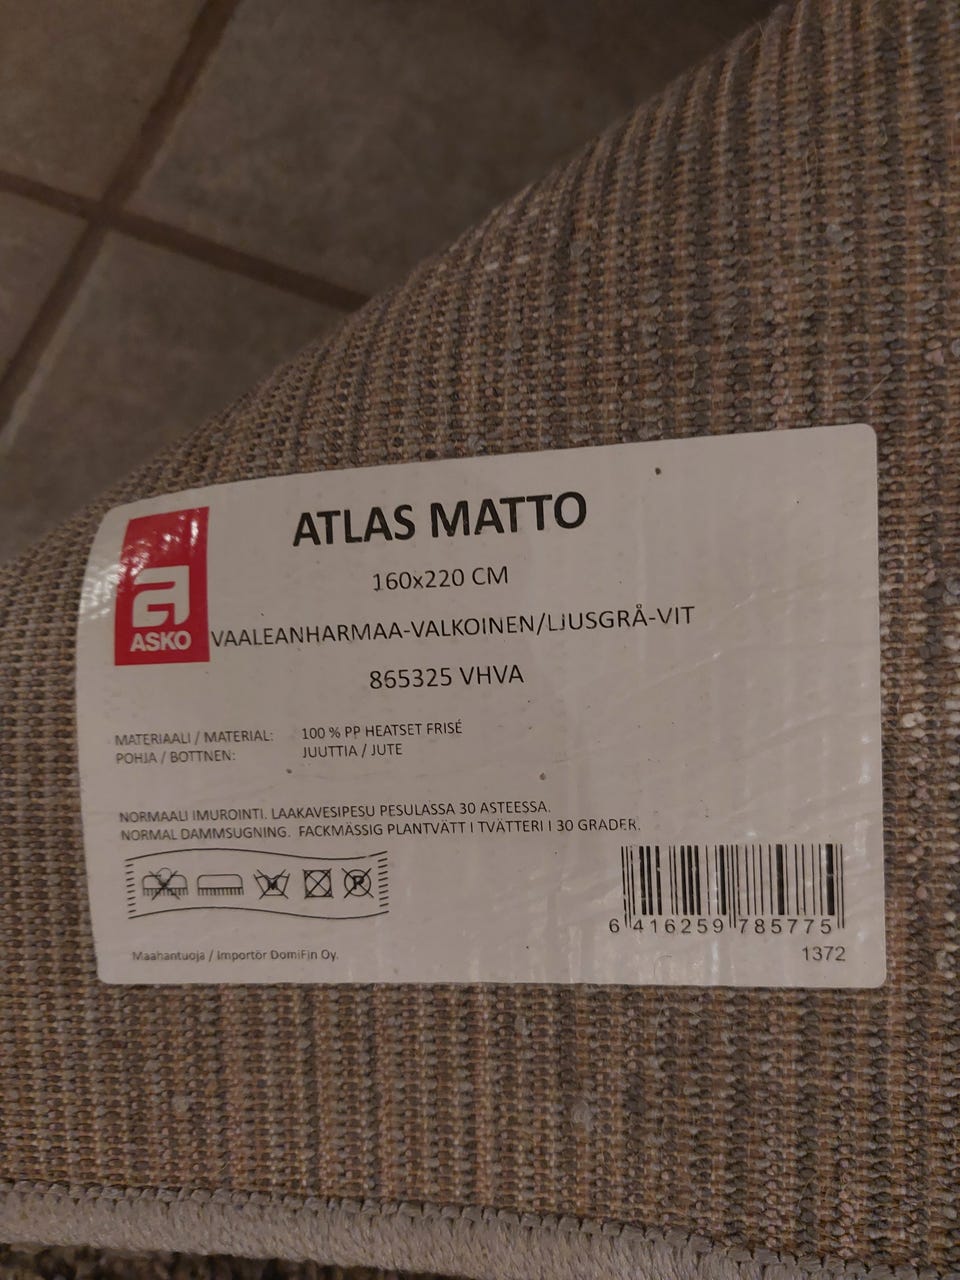 ATLAS MATTO
160x220 CM
ASKO
VAALEANHARMAA-VALKOINEN/LJUSGRÅ-VIT
865325 VHVA
MATERIAALI / MATERIAL: 100 % PP HEATSET FRISÉ
POHJA / BOTTNEN: JUUTTIA / JUTE
NORMAALI IMUROINTI. LAAKAVESIPESU PESULASSA 30 ASTEESSA.
NORMAL DAMMSUGNING. FACKMÄSSIG PLANTVÄTT I TVÄTTERI I 30 GRADER.
6 416259 785775
1372
Maahantuoja / Importör DomiFin Oy.